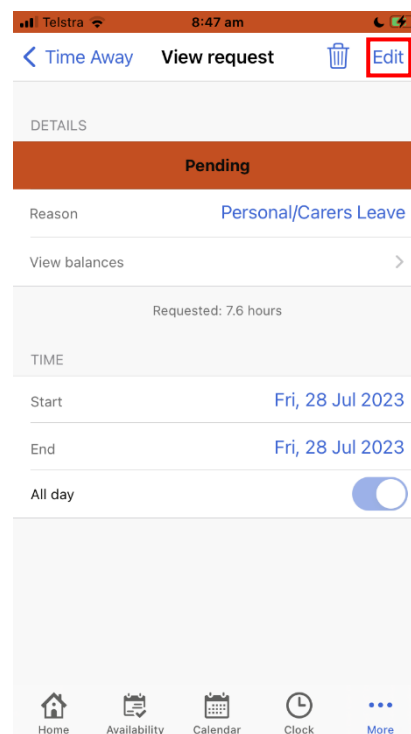 Telstra 8:47 am
Time Away View request Edit
DETAILS
Pending
Reason Personal/Carers Leave
View balances
Requested: 7.6 hours
TIME
Start Fri, 28 Jul 2023
End Fri, 28 Jul 2023
All day
Home Availability Calendar Clock More